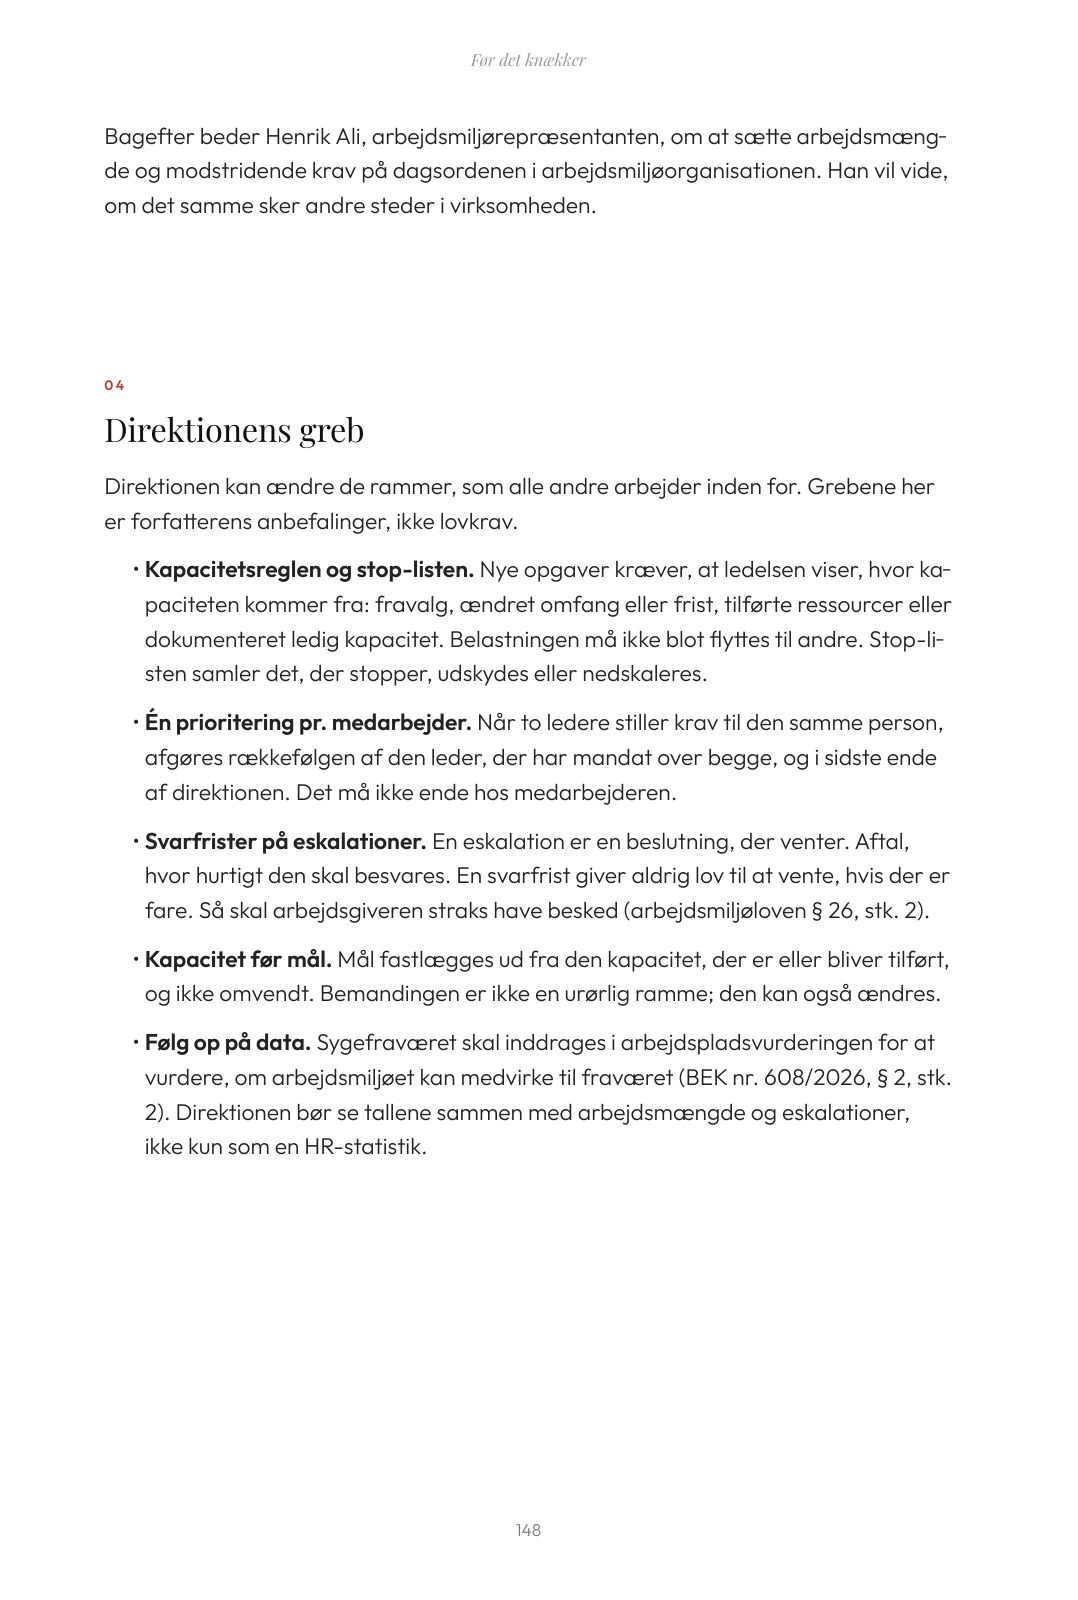 Før det knækker
Bagefter beder Henrik Ali, arbejdsmiljørepræsentanten, om at sætte arbejdsmæng-
de og modstridende krav på dagsordenen i arbejdsmiljøorganisationen. Han vil vide,
om det samme sker andre steder i virksomheden.
04
Direktionens greb
Direktionen kan ændre de rammer, som alle andre arbejder inden for. Grebene her
er forfatterens anbefalinger, ikke lovkrav.
• Kapacitetsreglen og stop-listen. Nye opgaver kræver, at ledelsen viser, hvor ka-
paciteten kommer fra: fravalg, ændret omfang eller frist, tilførte ressourcer eller
dokumenteret ledig kapacitet. Belastningen må ikke blot flyttes til andre. Stop-li-
sten samler det, der stopper, udskydes eller nedskaleres.
• Én prioritering pr. medarbejder. Når to ledere stiller krav til den samme person,
afgøres rækkefølgen af den leder, der har mandat over begge, og i sidste ende
af direktionen. Det må ikke ende hos medarbejderen.
• Svarfrister på eskalationer. En eskalation er en beslutning, der venter. Aftal,
hvor hurtigt den skal besvares. En svarfrist giver aldrig lov til at vente, hvis der er
fare. Så skal arbejdsgiveren straks have besked (arbejdsmiljøloven § 26, stk. 2).
• Kapacitet før mål. Mål fastlægges ud fra den kapacitet, der er eller bliver tilført,
og ikke omvendt. Bemandingen er ikke en urørlig ramme; den kan også ændres.
• Følg op på data. Sygefraværet skal inddrages i arbejdspladsvurderingen for at
vurdere, om arbejdsmiljøet kan medvirke til fraværet (BEK nr. 608/2026, § 2, stk.
2). Direktionen bør se tallene sammen med arbejdsmængde og eskalationer,
ikke kun som en HR-statistik.
148